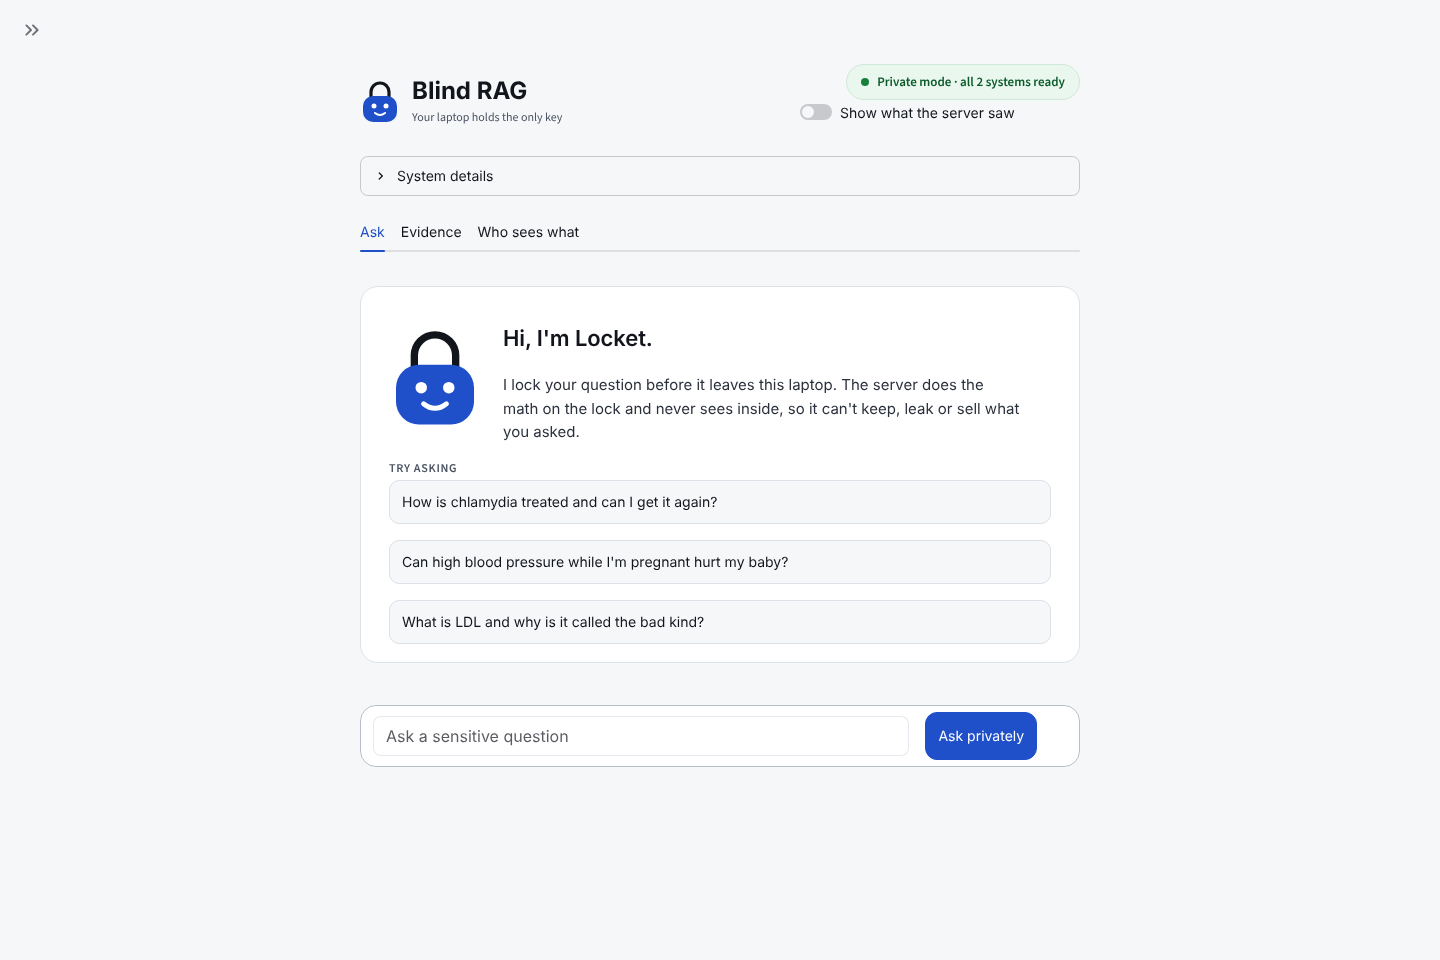 Blind RAG
Your laptop holds the only key
Private mode · all 2 systems ready
Show what the server saw
System details
Ask
Evidence
Who sees what
Hi, I'm Locket.
I lock your question before it leaves this laptop. The server does the
math on the lock and never sees inside, so it can't keep, leak or sell what
you asked.
TRY ASKING
How is chlamydia treated and can I get it again?
Can high blood pressure while I'm pregnant hurt my baby?
What is LDL and why is it called the bad kind?
Ask a sensitive question
Ask privately